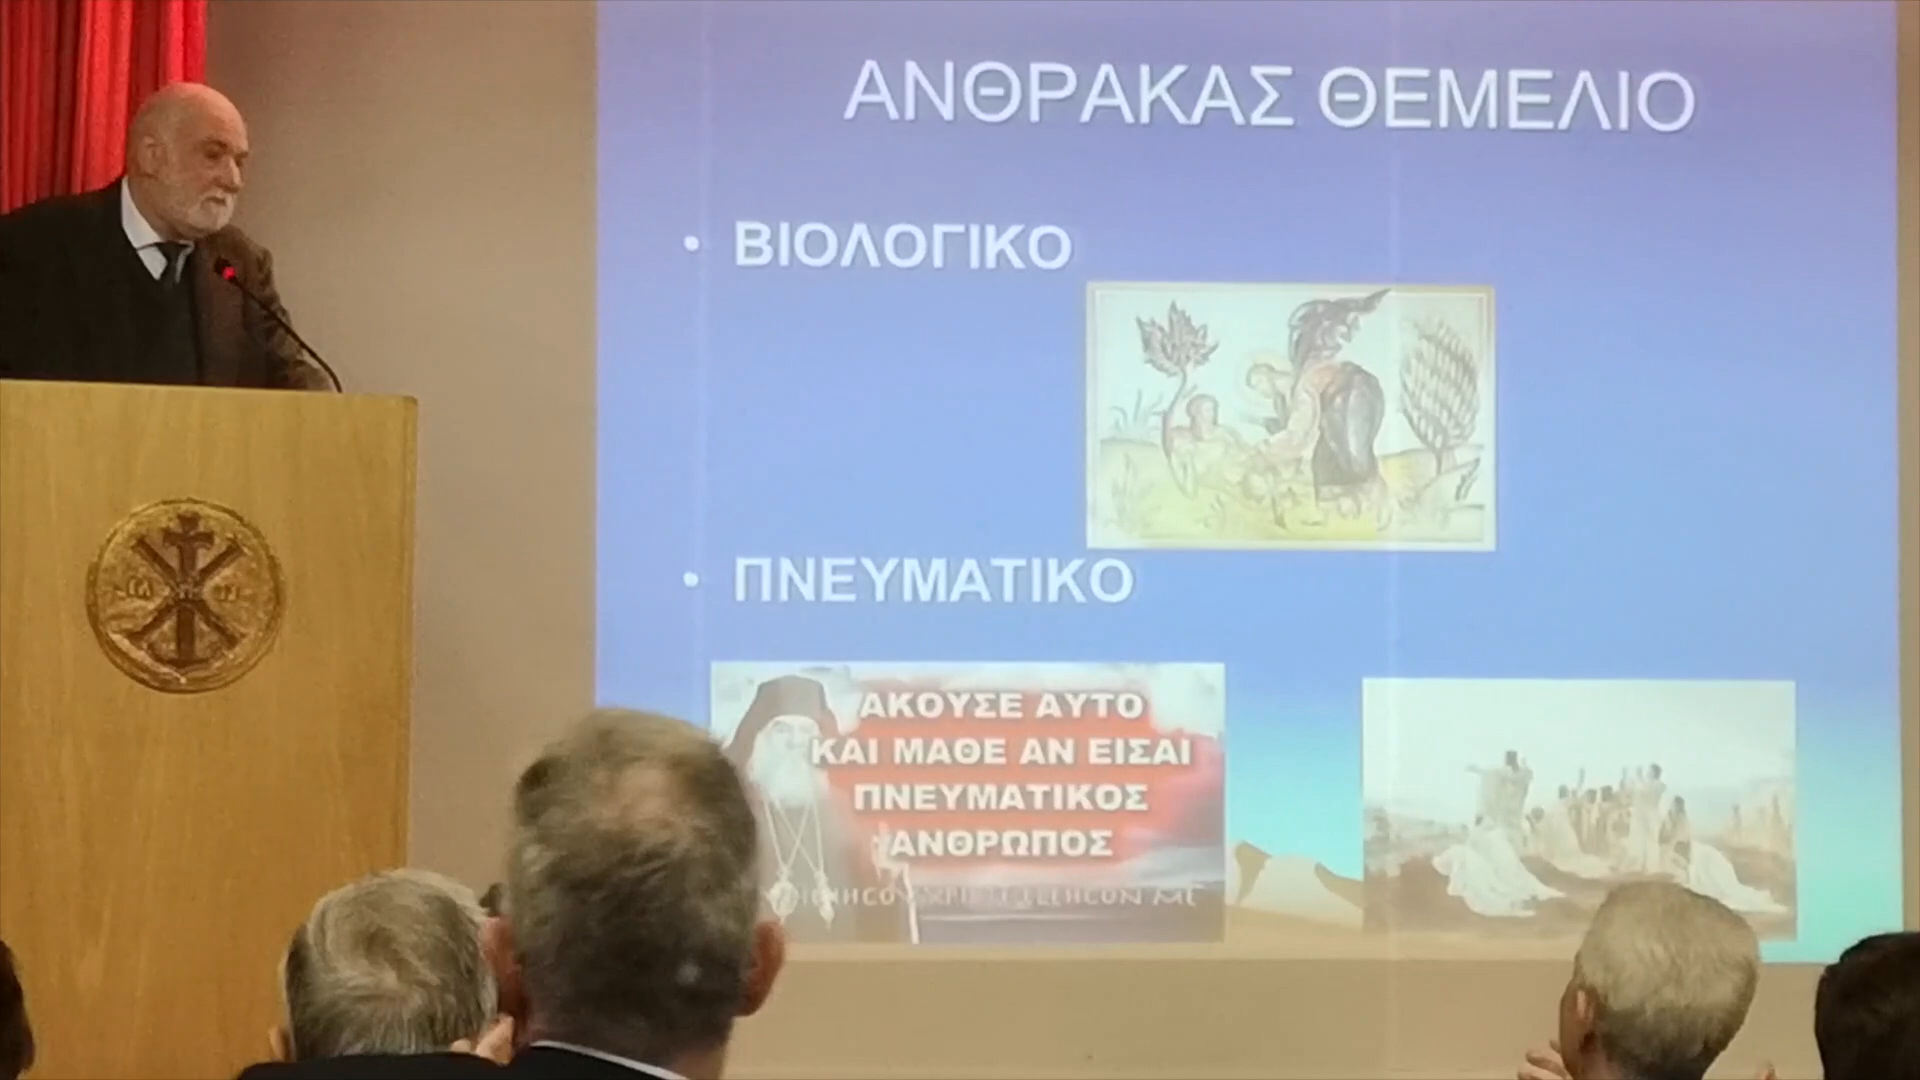 ΑΝΘΡΑΚΑΣ ΘΕΜΕΛΙΟ
• ΒΙΟΛΟΓΙΚΟ
• ΠΝΕΥΜΑΤΙΚΟ
ΑΚΟΥΣΕ ΑΥΤΟ
ΚΑΙ ΜΑΘΕ ΑΝ ΕΙΣΑΙ
ΠΝΕΥΜΑΤΙΚΟΣ
ΑΝΘΡΩΠΟΣ